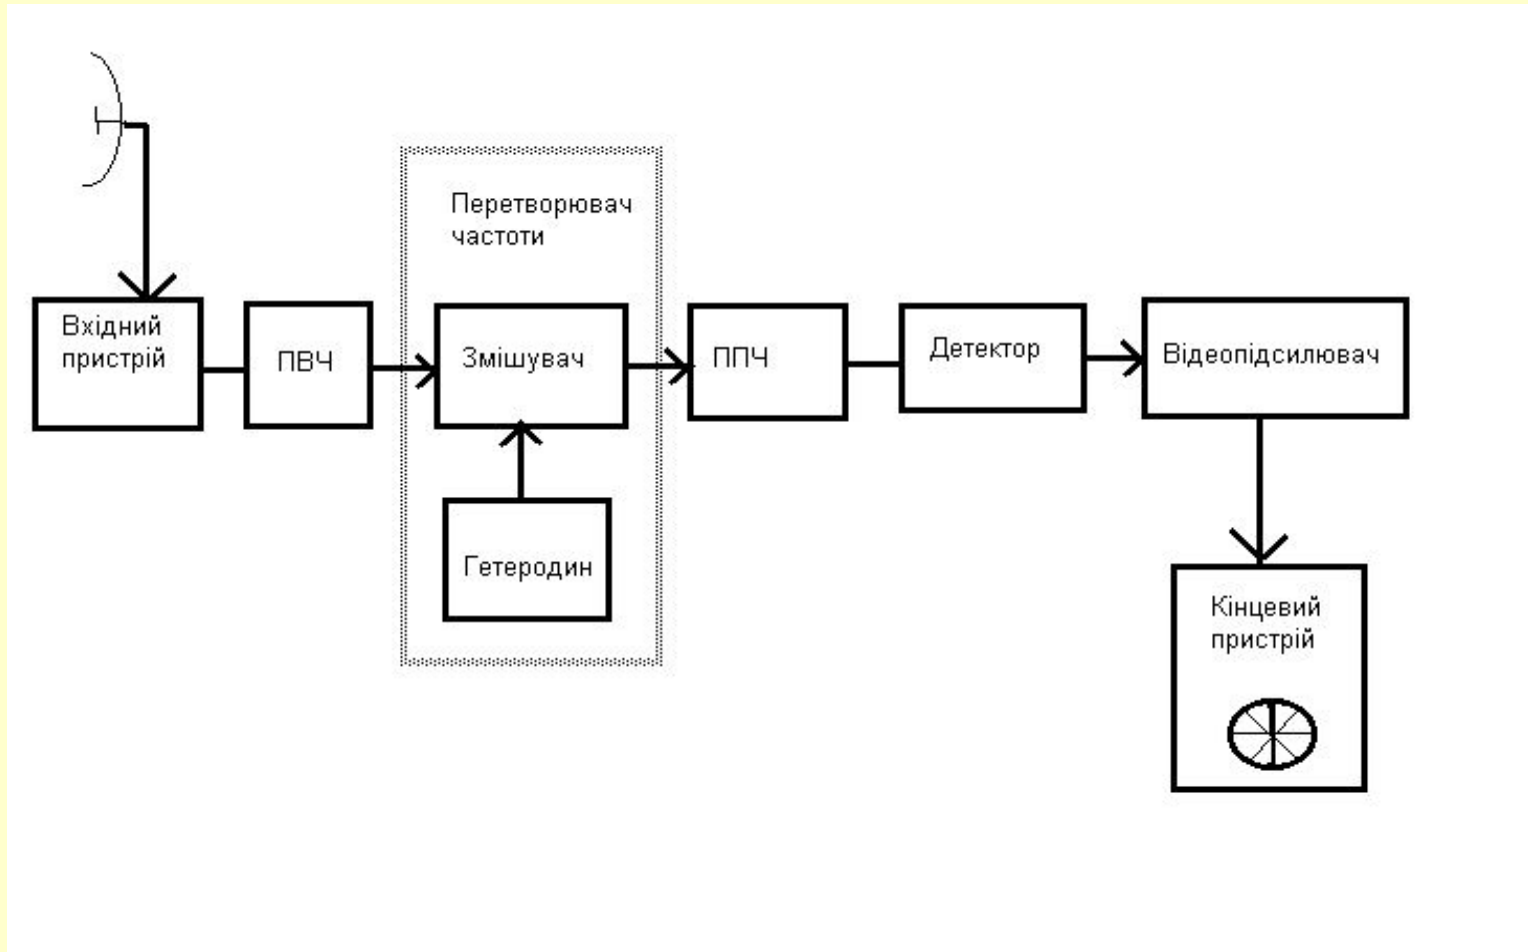 Перетворювач
частоти
Вхідний
пристрій
ПВЧ
Змішувач
ППЧ
Детектор
Відеопідсилювач
Гетеродин
Кінцевий
пристрій